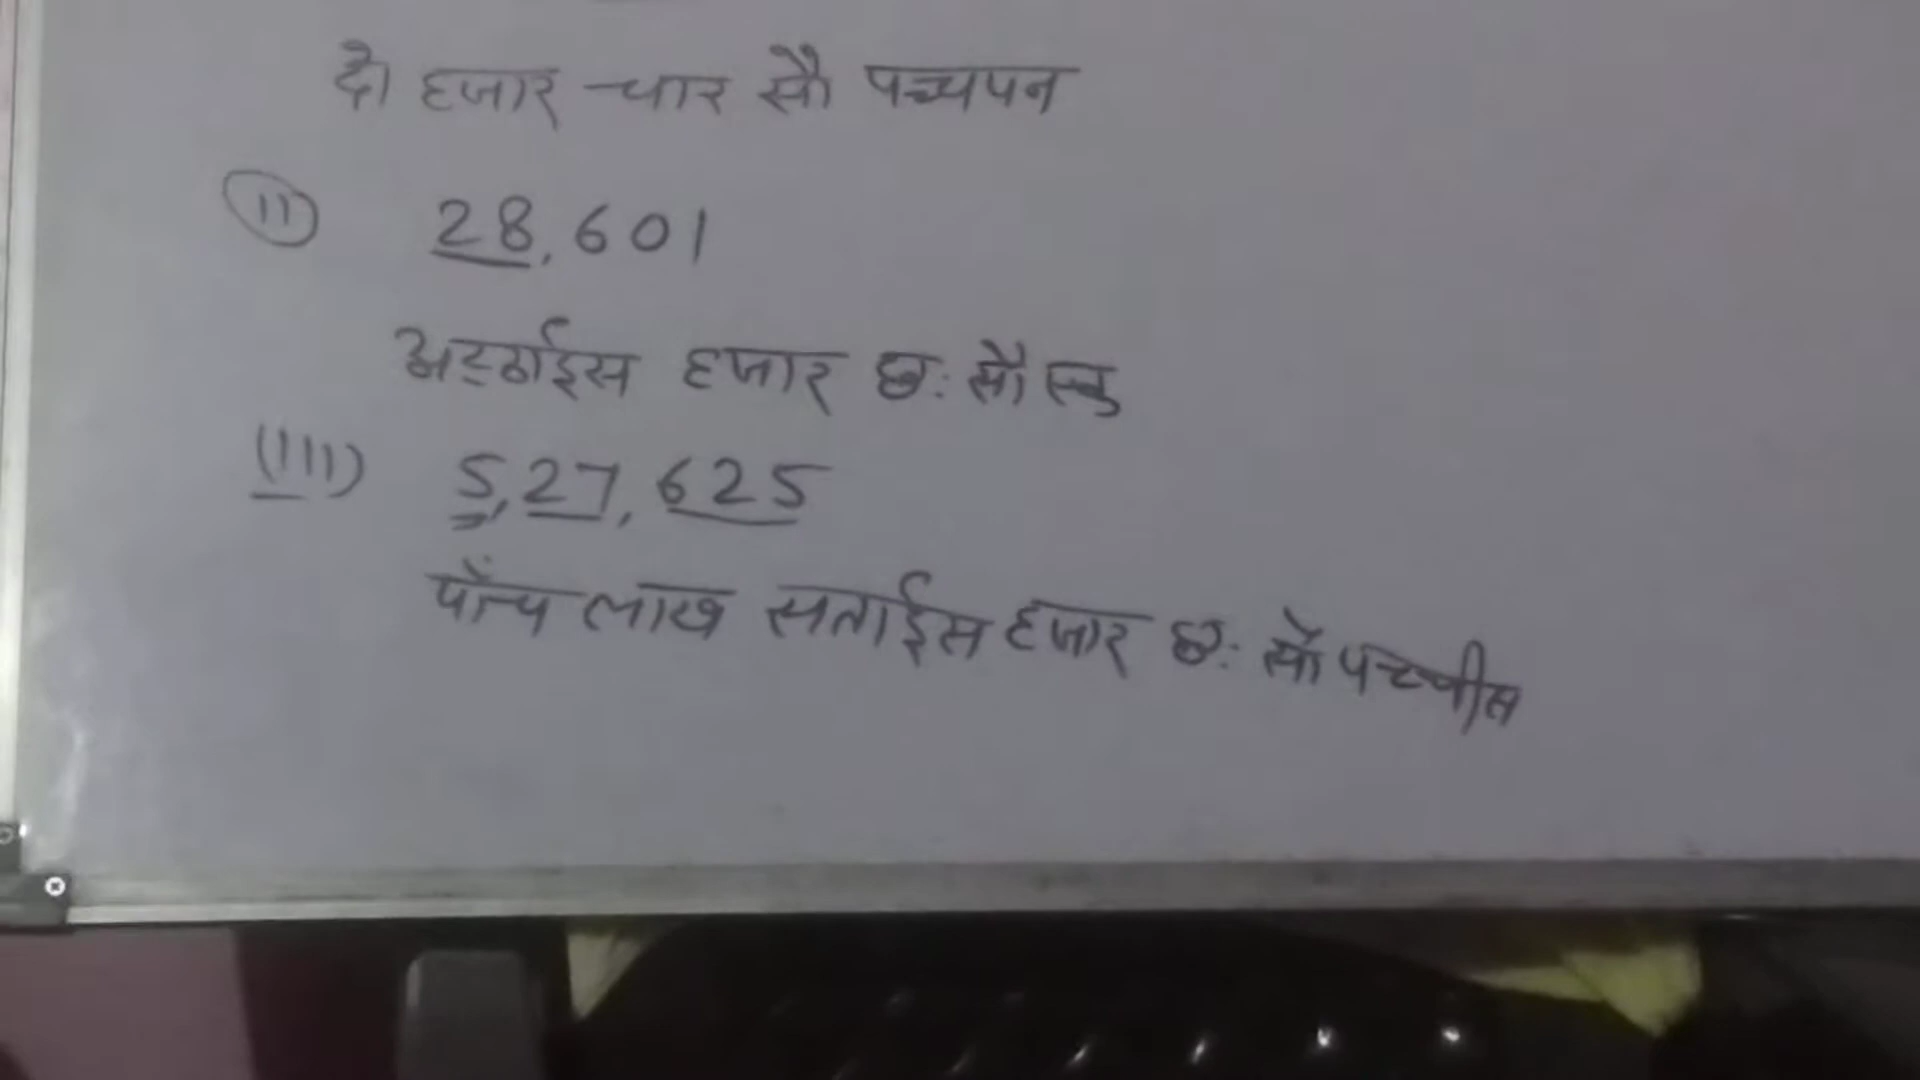 दो हजार चार सौ पच्चपन
(II) 28,601
अट्ठाईस हजार छः सौ एक
(III) 5,27,625
पाँच लाख सताईस हजार छः सौ पच्चीस